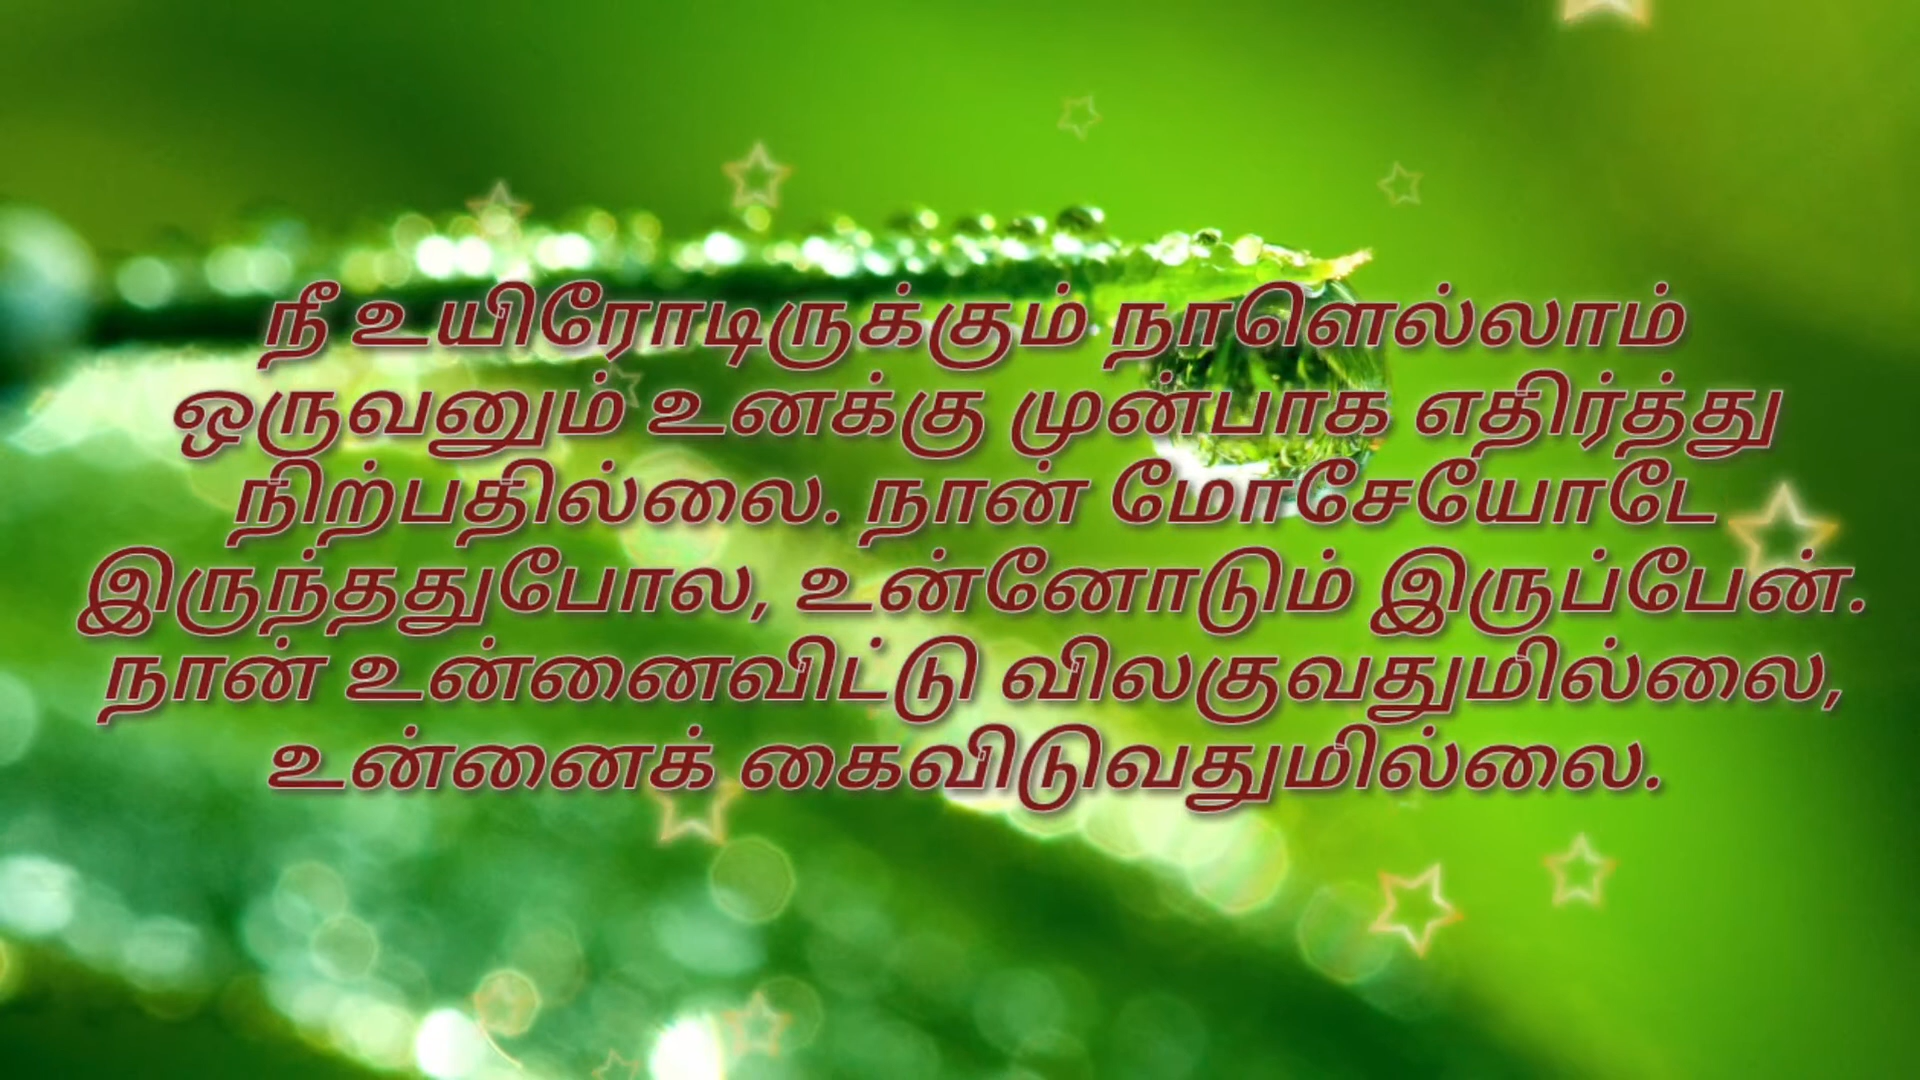 நீ உயிரோடிருக்கும் நாளெல்லாம்
ஒருவனும் உனக்கு முன்பாக எதிர்த்து
நிற்பதில்லை. நான் மோசேயோடே
இருந்ததுபோல, உன்னோடும் இருப்பேன்.
நான் உன்னைவிட்டு விலகுவதுமில்லை,
உன்னைக் கைவிடுவதுமில்லை.